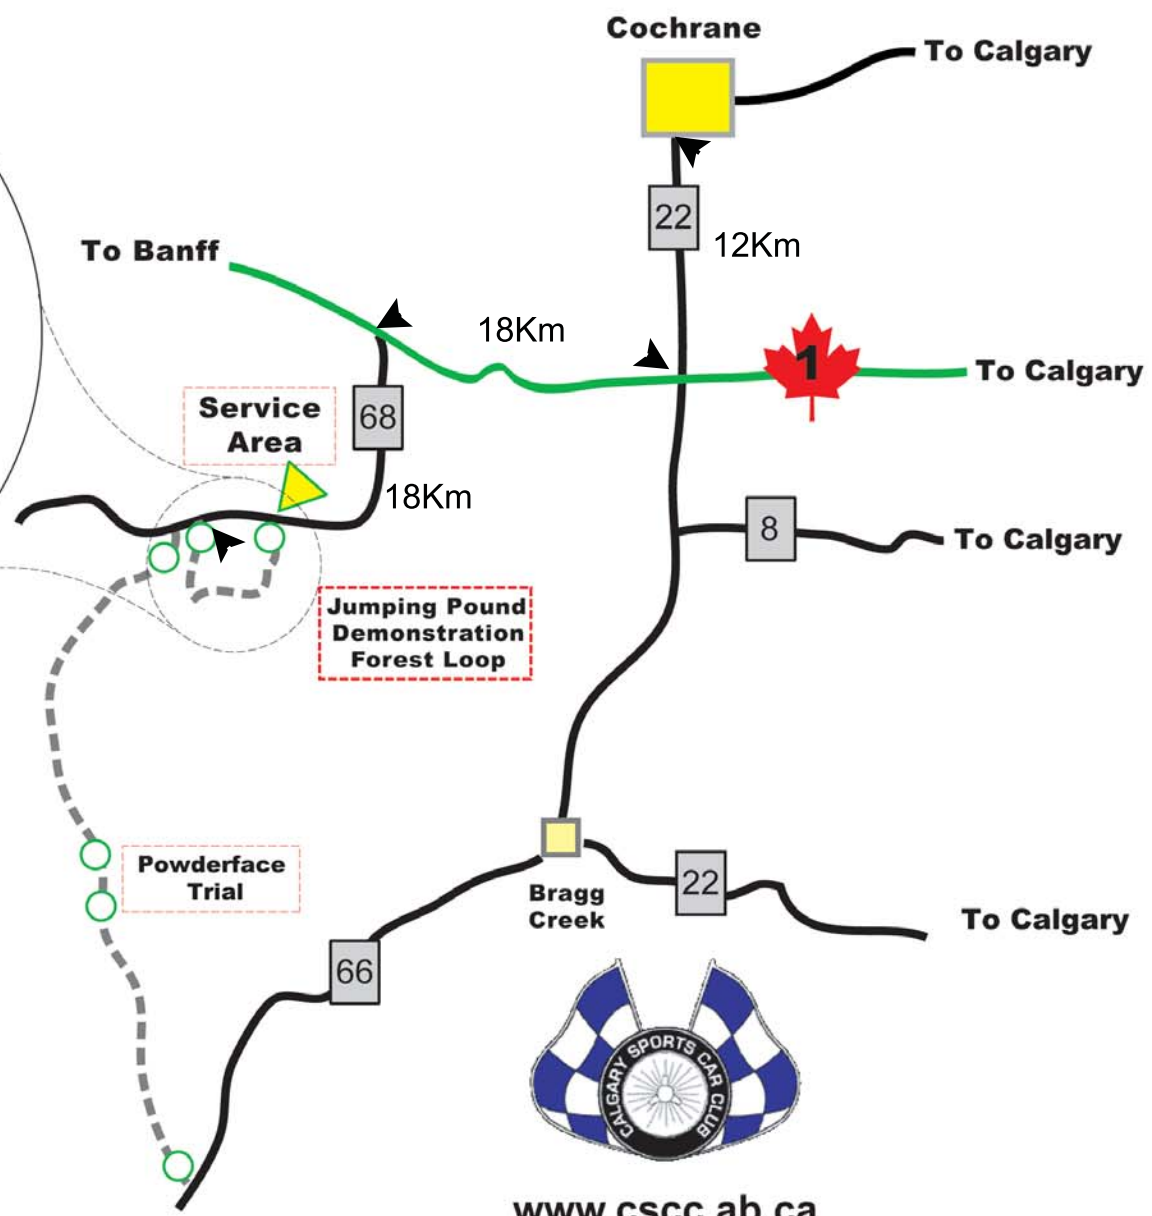 Cochrane
To Calgary
22
12Km
To Banff
18Km
1
To Calgary
Service
Area
68
18Km
8
To Calgary
Jumping Pound
Demonstration
Forest Loop
Powderface
Trial
Bragg
Creek
22
To Calgary
66
CALGARY SPORTS CAR CLUB
www.cscc.ab.ca